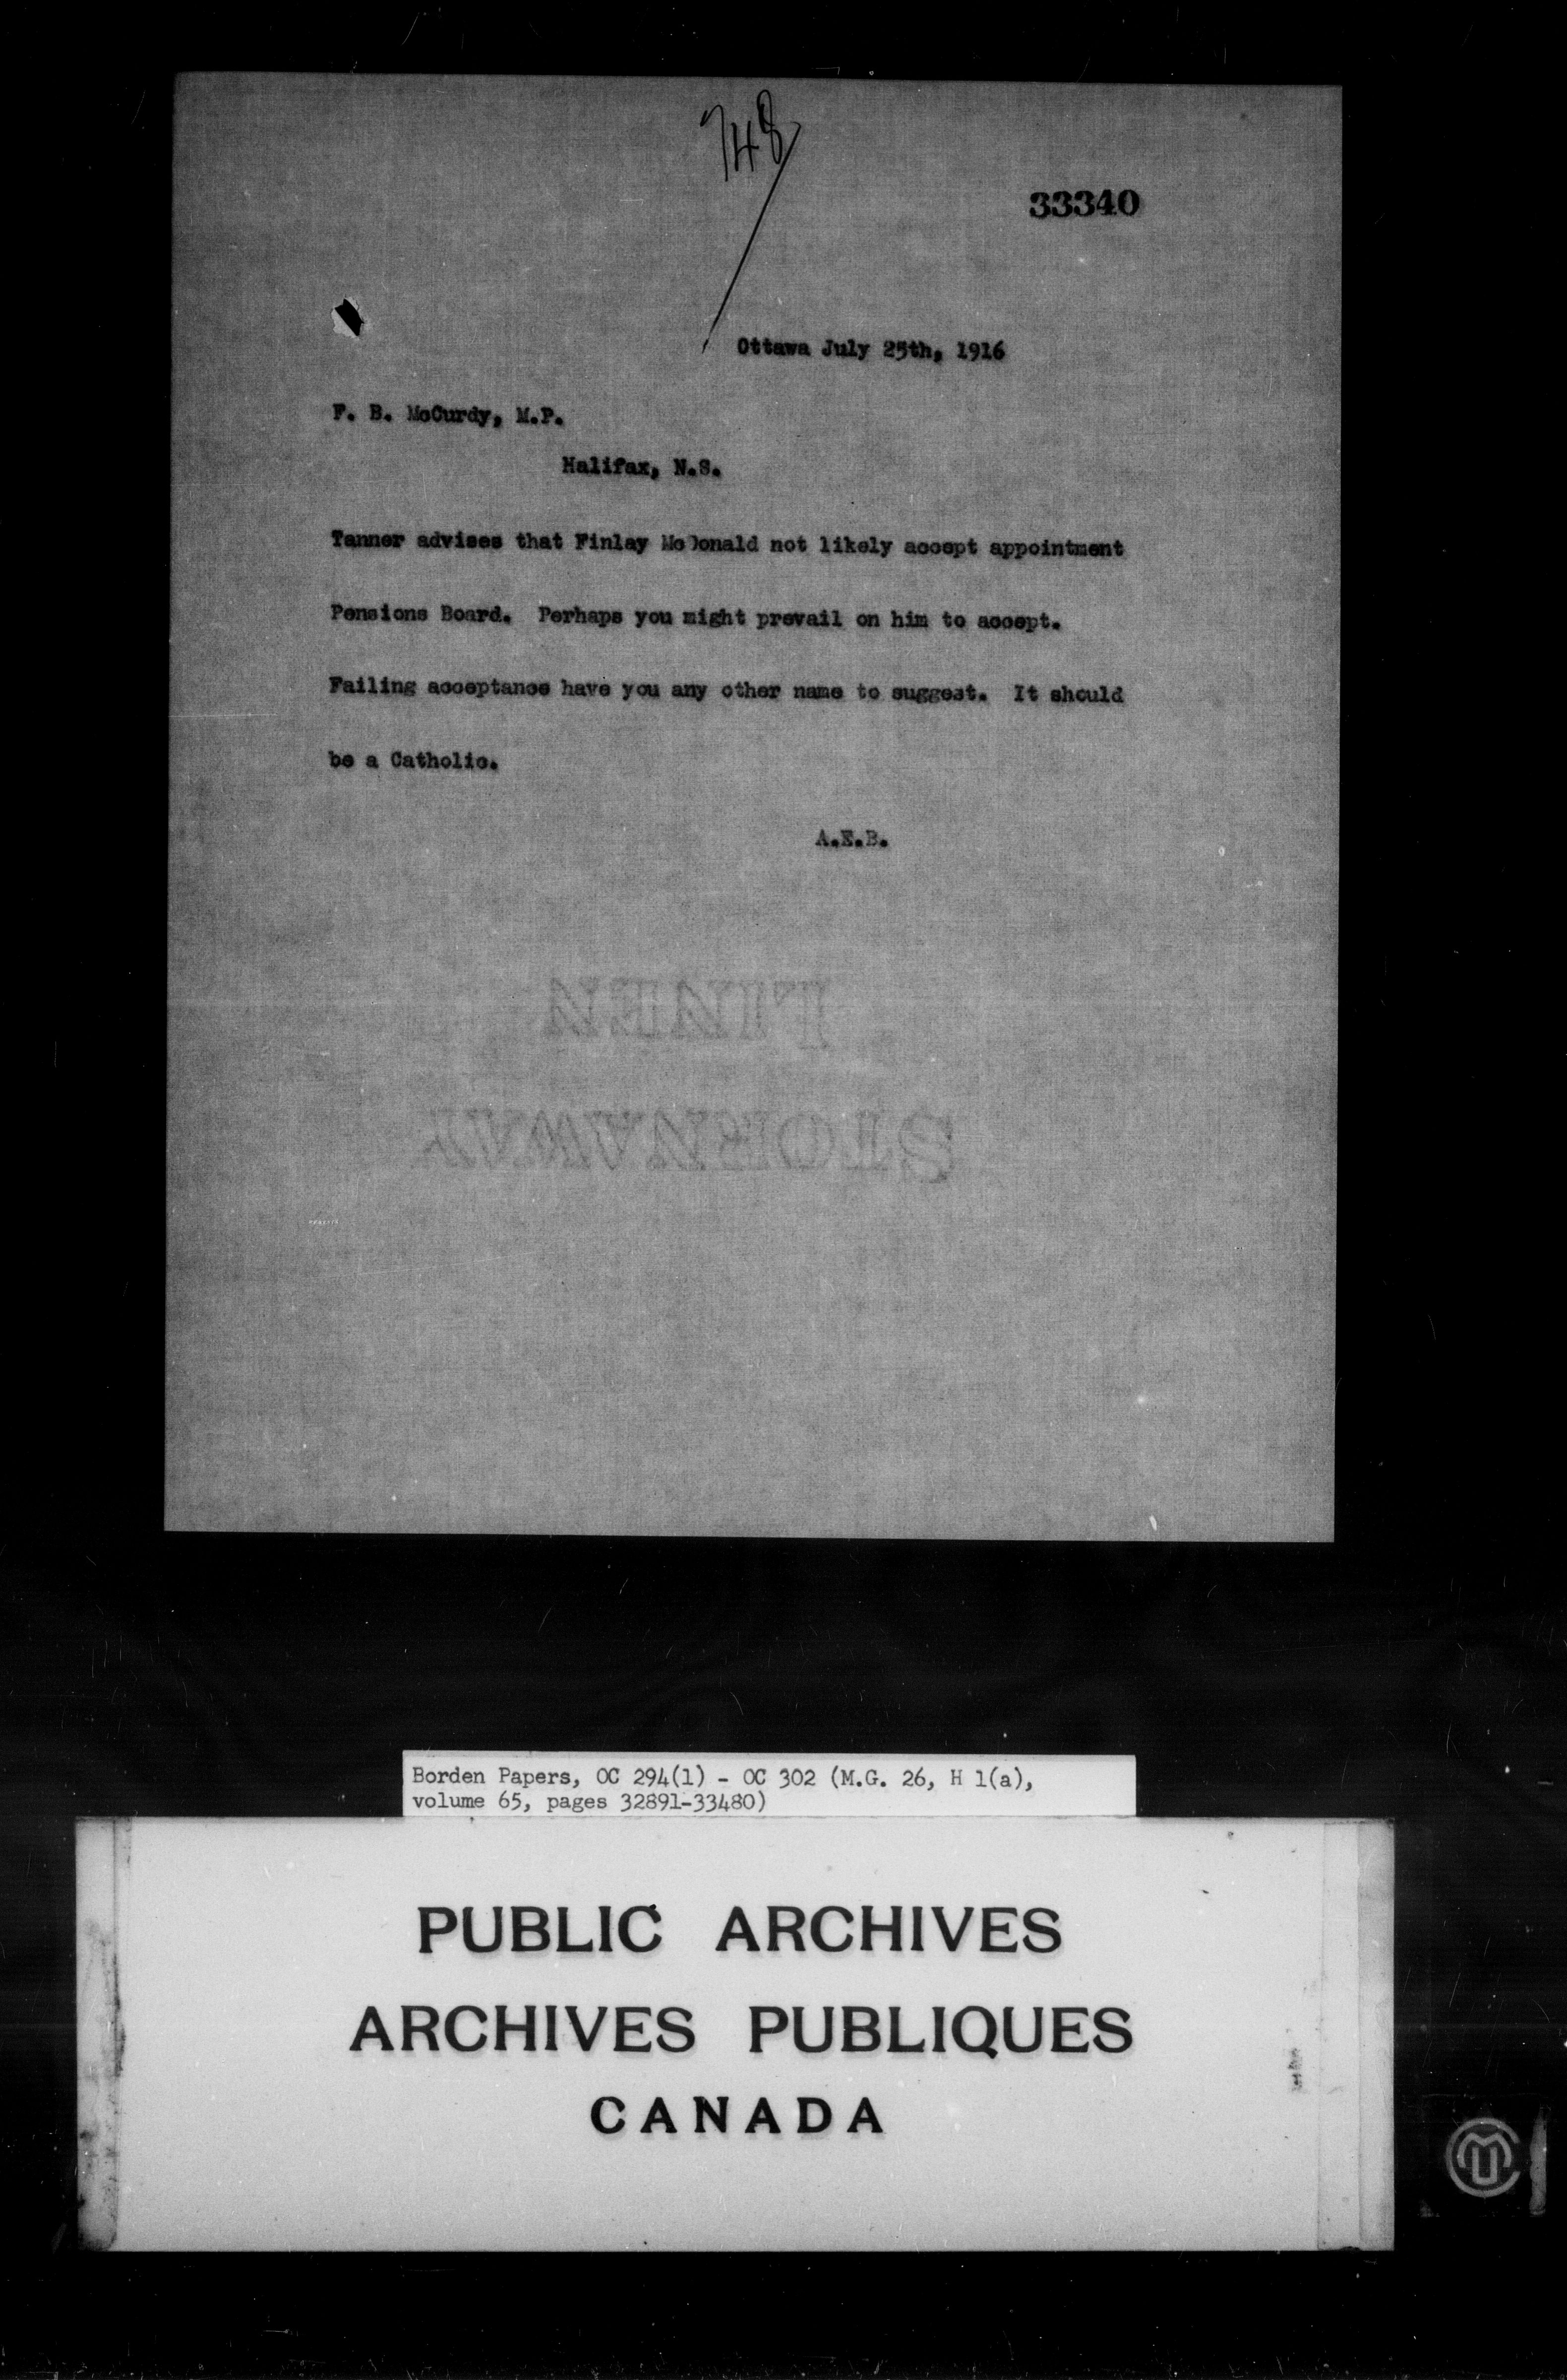 748
33340
Ottawa July 25th, 1916
F. B. McCurdy, M.P.
Halifax, N.S.
Tanner advises that Finlay McDonald not likely accept appointment
Pensions Board. Perhaps you might prevail on him to accept.
Failing acceptance have you any other name to suggest. It should
be a Catholic.
A.E.B.
LINEN
STORNAWAY
Borden Papers, OC 294(1) - OC 302 (M.G. 26, H 1(a),
volume 65, pages 32891-33480)
PUBLIC ARCHIVES
ARCHIVES PUBLIQUES
CANADA